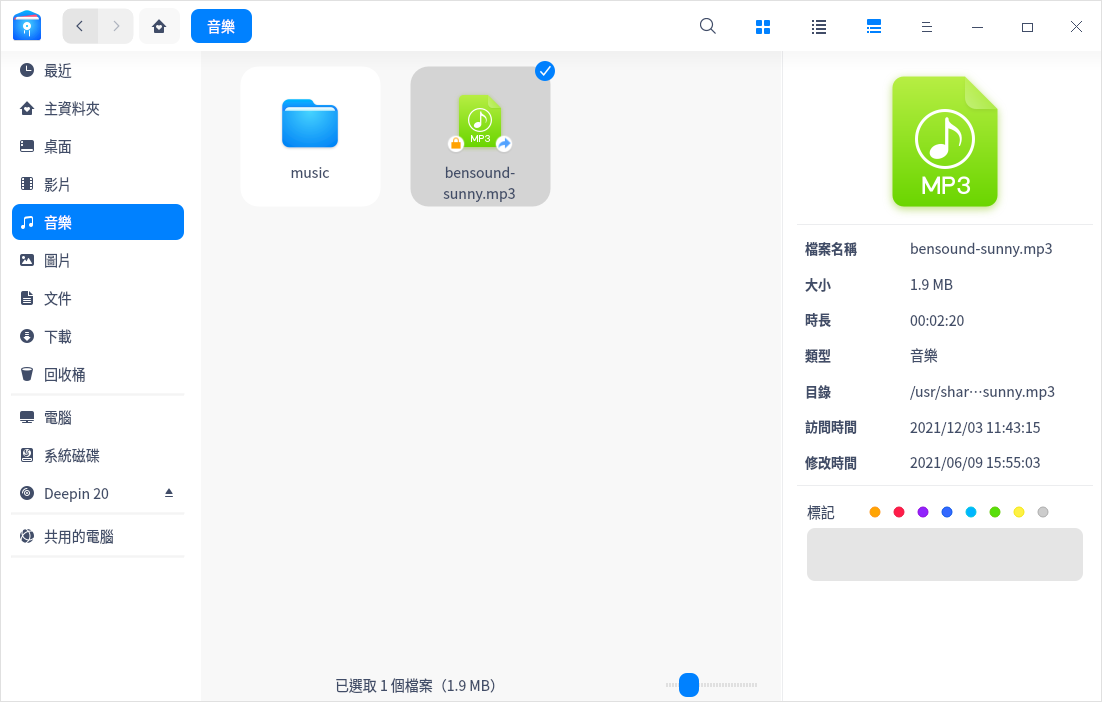 音樂
最近
主資料夾
桌面
影片
音樂
圖片
文件
下載
回收桶
電腦
系統磁碟
Deepin 20
共用的電腦
music
MP3
bensound-
sunny.mp3
已選取 1 個檔案（1.9 MB）
MP3
檔案名稱 bensound-sunny.mp3
大小 1.9 MB
時長 00:02:20
類型 音樂
目錄 /usr/shar⋯sunny.mp3
訪問時間 2021/12/03 11:43:15
修改時間 2021/06/09 15:55:03
標記